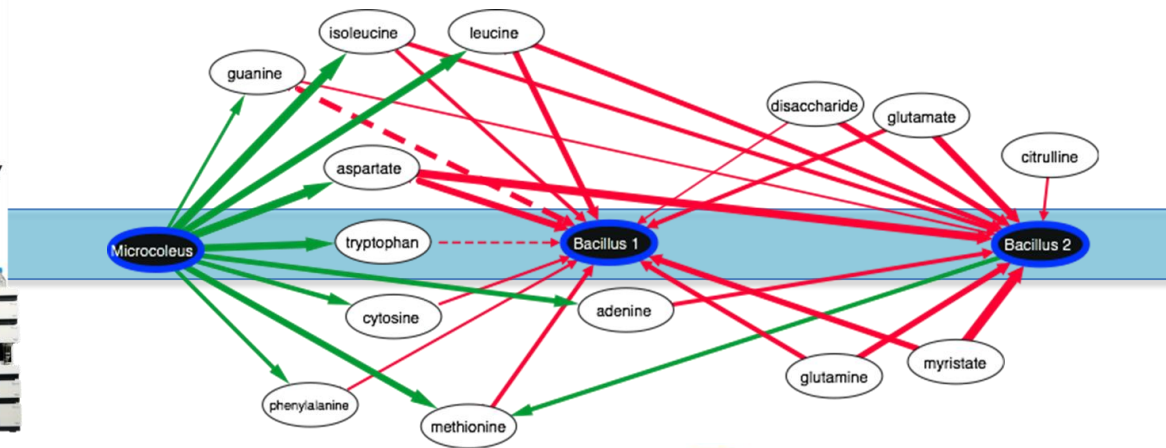 isoleucine
leucine
guanine
disaccharide
glutamate
aspartate
citrulline
Microcoleus
tryptophan
Bacillus 1
Bacillus 2
cytosine
adenine
glutamine
myristate
phenylalanine
methionine